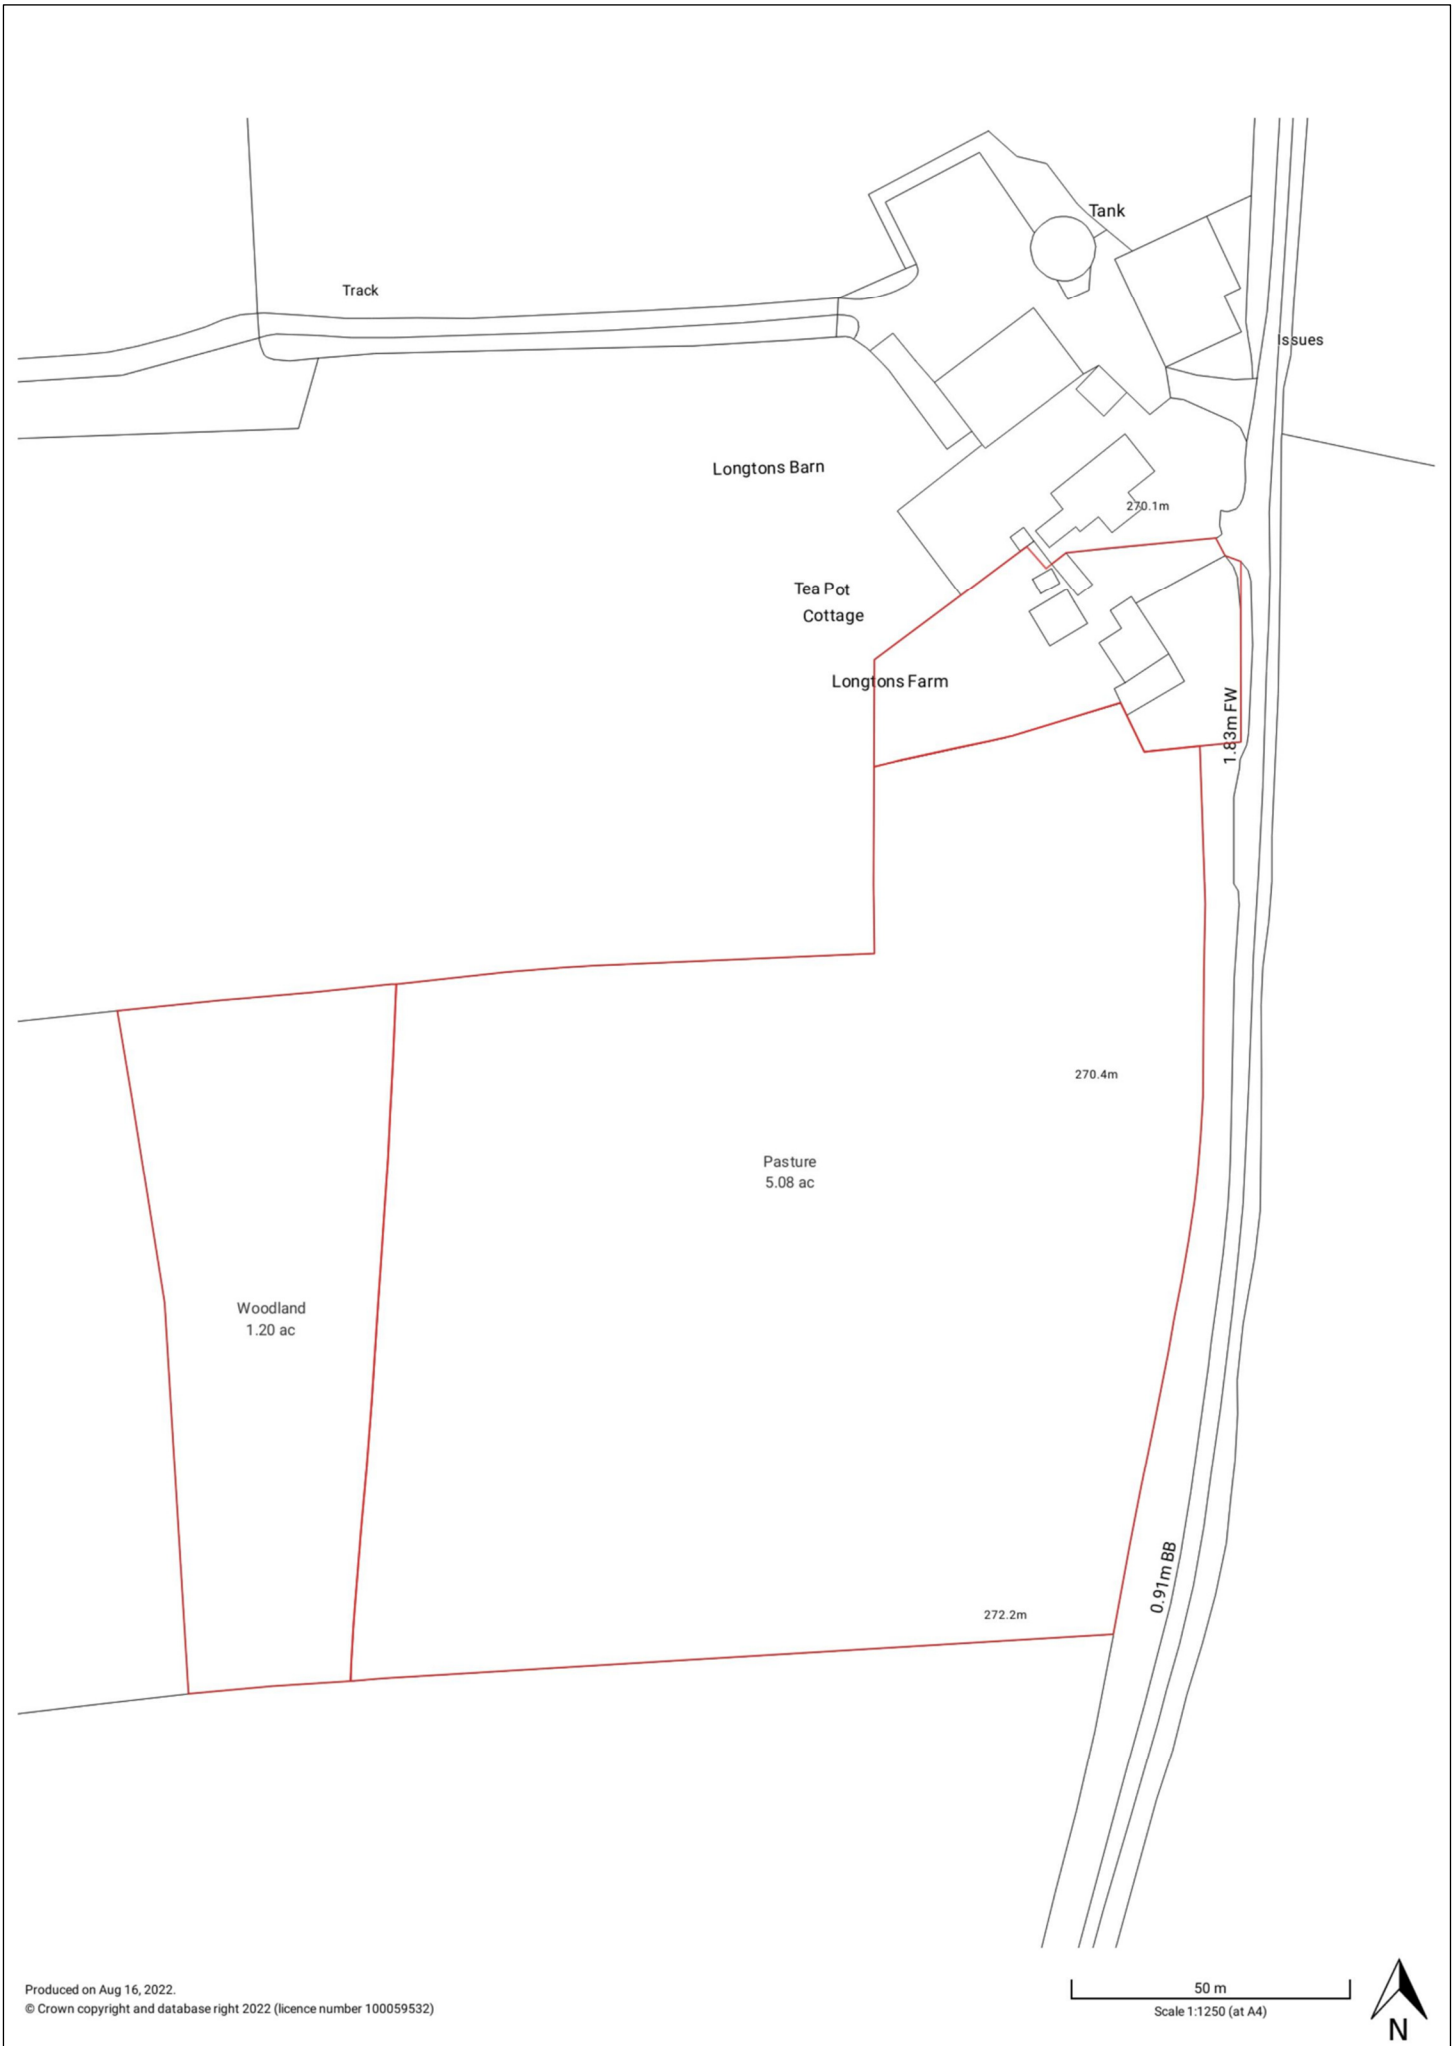 Tank
Track
Issues
Longtons Barn
270.1m
Tea Pot
Cottage
Longtons Farm
1.83m FW
270.4m
Pasture
5.08 ac
Woodland
1.20 ac
0.91m BB
272.2m
Produced on Aug 16, 2022.
© Crown copyright and database right 2022 (licence number 100059532)
50 m
Scale 1:1250 (at A4)
N